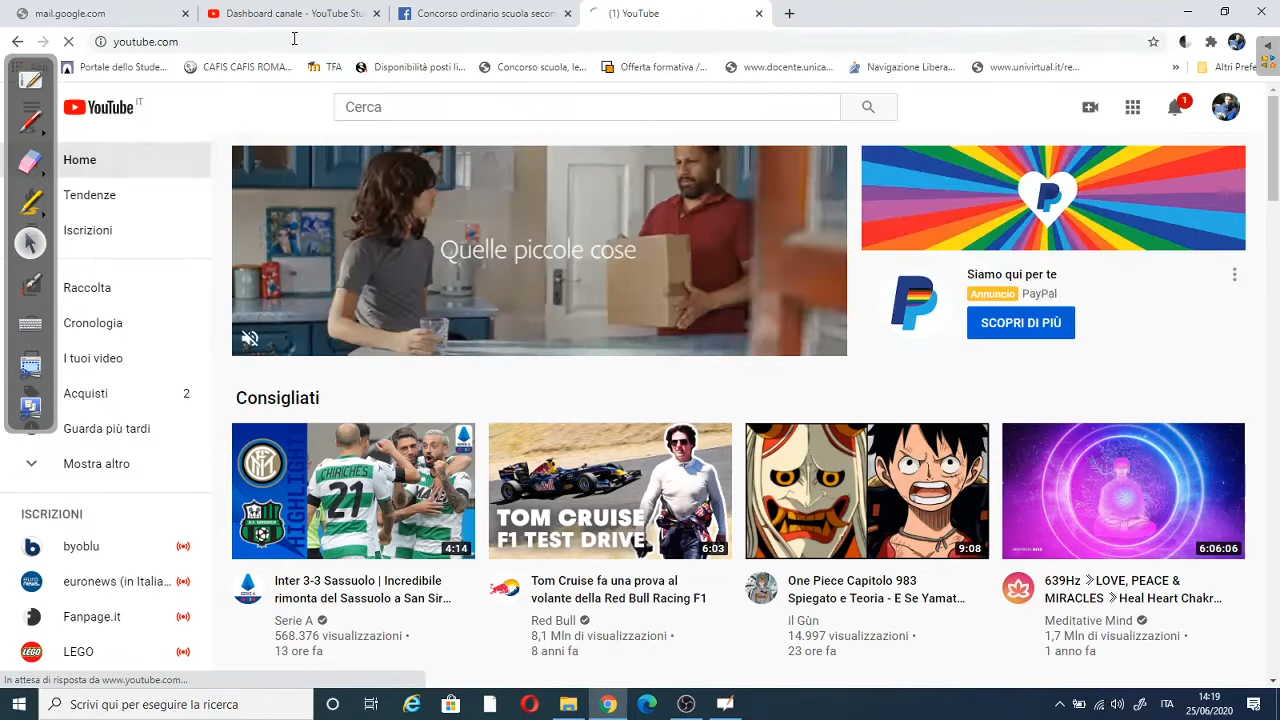 mail.google.com
Dashboard canale - YouTube Stu
Concorso ordinario scuola secon
(1) YouTube
youtube.com
App
Portale dello Stude...
CAFIS CAFIS ROMA...
TFA
Disponibilità posti li...
Concorso scuola, le...
Offerta formativa /...
www.docente.unica...
Navigazione Libera...
www.univirtual.it/re...
»
Altri Prefe
YouTube IT
Cerca
1
Home
Tendenze
Iscrizioni
Raccolta
Cronologia
I tuoi video
Acquisti 2
Guarda più tardi
Mostra altro
ISCRIZIONI
byoblu
euronews (in Italia...
Fanpage.it
LEGO
Quelle piccole cose
Siamo qui per te
Annuncio PayPal
SCOPRI DI PIÙ
Consigliati
HIGHLIGHT
CHIRICHES
21
4:14
TOM CRUISE
F1 TEST DRIVE
6:03
9:08
6:06:06
Inter 3-3 Sassuolo | Incredibile
rimonta del Sassuolo a San Sir...
Serie A
568.376 visualizzazioni •
13 ore fa
Tom Cruise fa una prova al
volante della Red Bull Racing F1
Red Bull
8,1 Mln di visualizzazioni •
8 anni fa
One Piece Capitolo 983
Spiegato e Teoria - E Se Yamat...
il Gùn
14.997 visualizzazioni •
23 ore fa
639Hz ⪢LOVE, PEACE &
MIRACLES ⪢Heal Heart Chakr...
Meditative Mind
1,7 Mln di visualizzazioni •
1 anno fa
In attesa di risposta da www.youtube.com...
Scrivi qui per eseguire la ricerca
ITA
14:19
25/06/2020